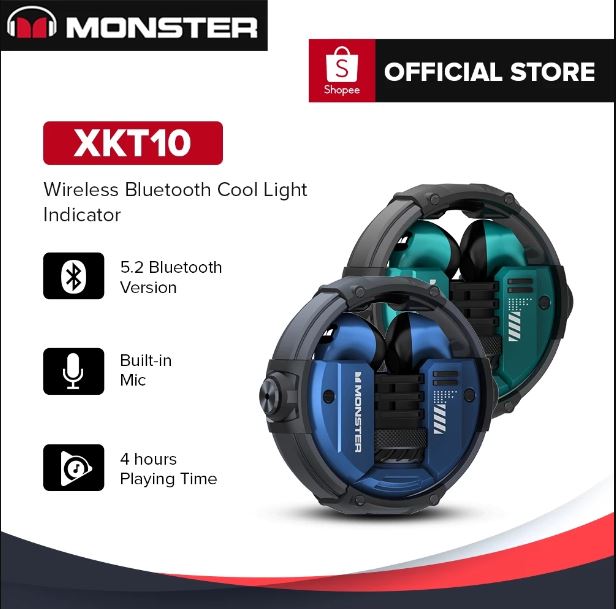 MONSTER
Shopee
OFFICIAL STORE
XKT10
Wireless Bluetooth Cool Light
Indicator
5.2 Bluetooth
Version
Built-in
Mic
4 hours
Playing Time
MONSTER